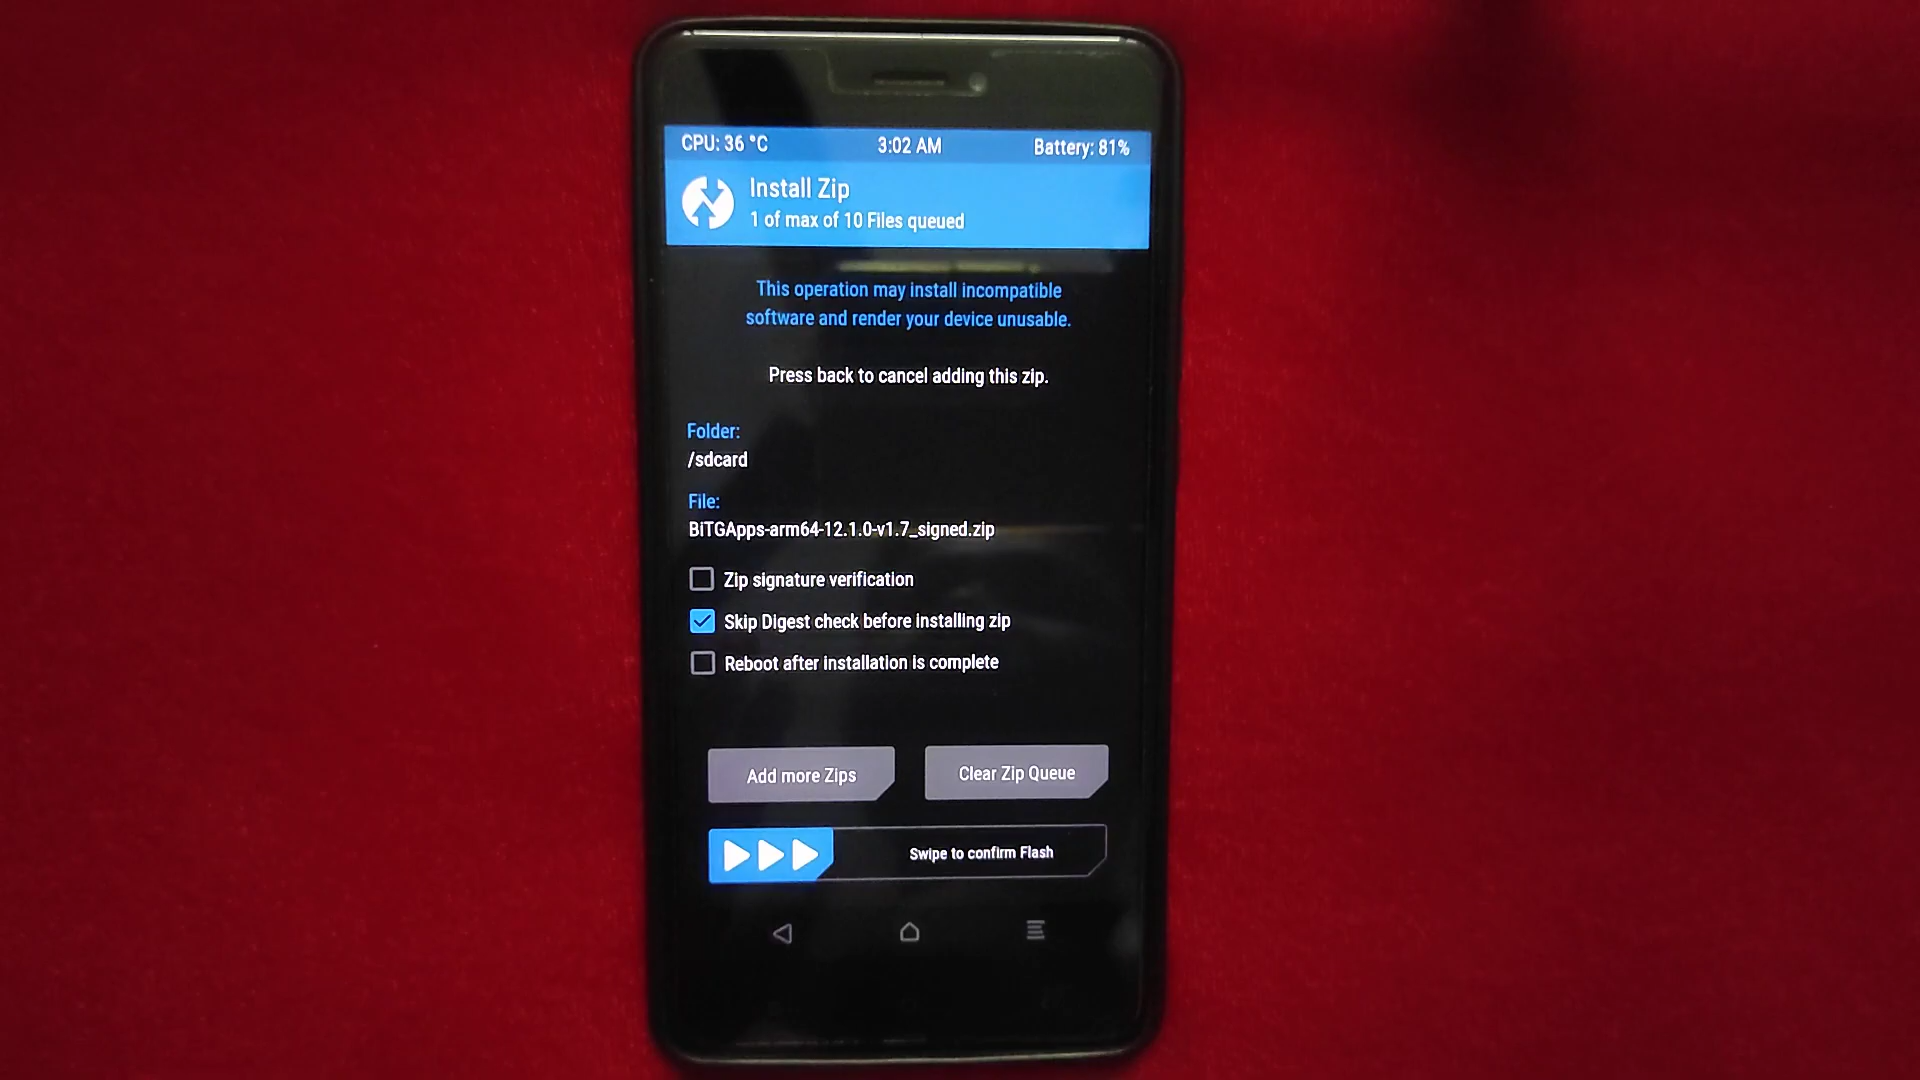 CPU: 36 °C 3:02 AM Battery: 81%
Install Zip
1 of max of 10 Files queued
This operation may install incompatible
software and render your device unusable.
Press back to cancel adding this zip.
Folder:
/sdcard
File:
BiTGApps-arm64-12.1.0-v1.7_signed.zip
Zip signature verification
Skip Digest check before installing zip
Reboot after installation is complete
Add more Zips Clear Zip Queue
Swipe to confirm Flash